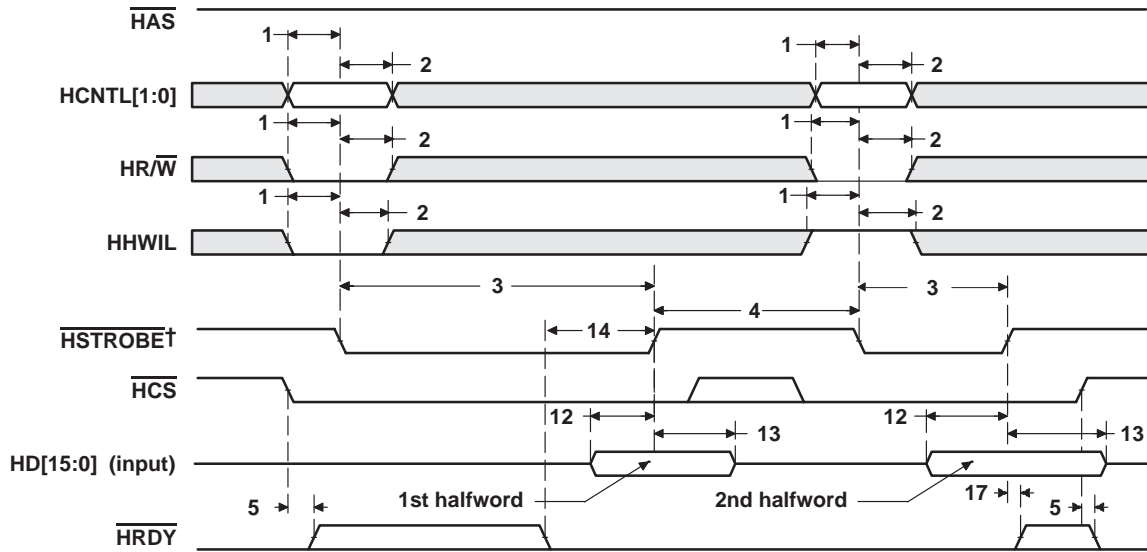 HAS
1
2
HCNTL[1:0]
1
2
HR/W
1
2
HHWIL
3
HSTROBE†
14
4
3
HCS
12
13
12
13
HD[15:0] (input)
1st halfword
2nd halfword
5
17
5
HRDY
1
2
1
2
1
2